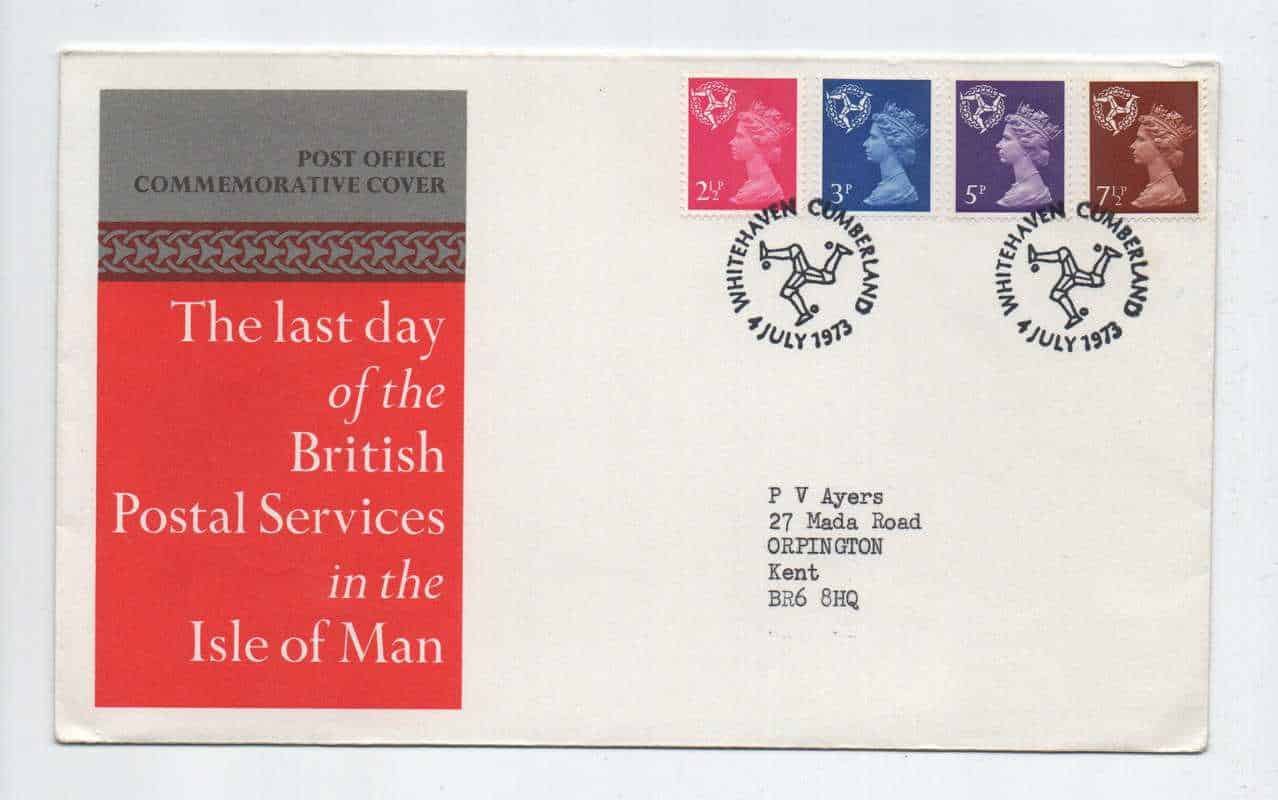 POST OFFICE
COMMEMORATIVE COVER
The last day
of the
British
Postal Services
in the
Isle of Man
2½P
3P
5P
7½P
WHITEHAVEN CUMBERLAND
4 JULY 1973
WHITEHAVEN CUMBERLAND
4 JULY 1973
P V Ayers
27 Mada Road
ORPINGTON
Kent
BR6 8HQ